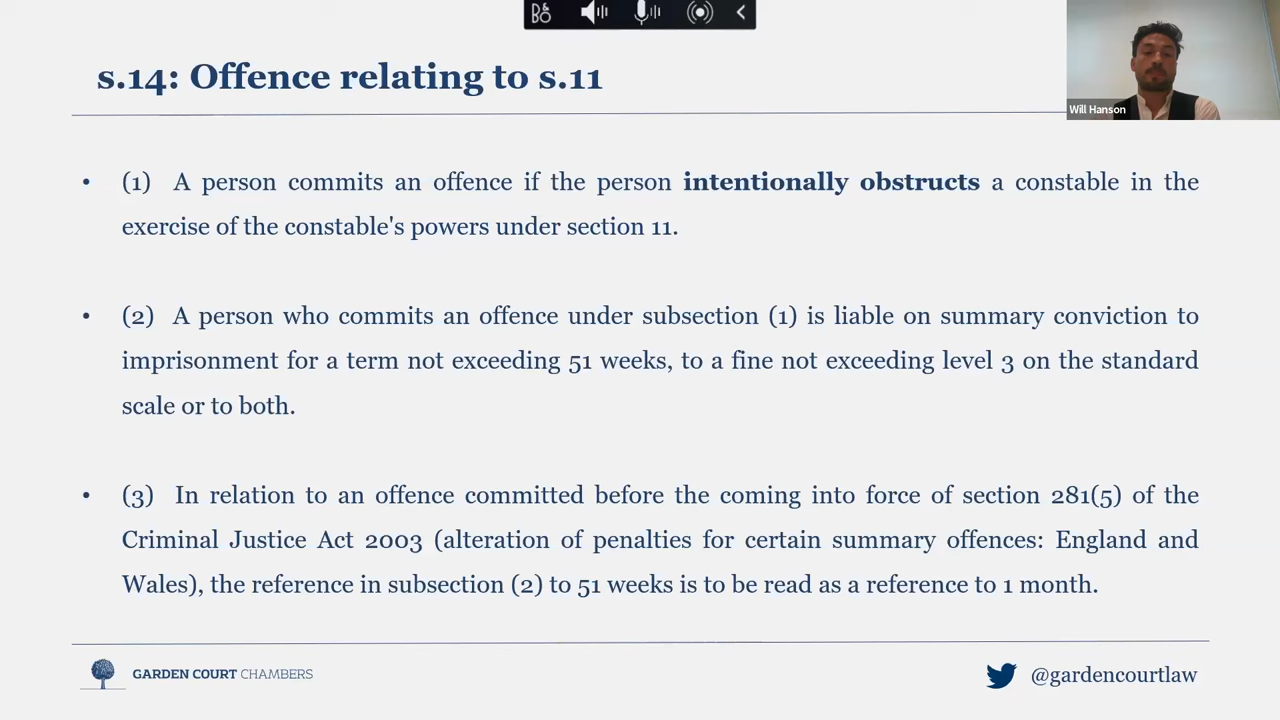 B&O
s.14: Offence relating to s.11
Will Hanson
• (1) A person commits an offence if the person intentionally obstructs a constable in the
exercise of the constable's powers under section 11.
• (2) A person who commits an offence under subsection (1) is liable on summary conviction to
imprisonment for a term not exceeding 51 weeks, to a fine not exceeding level 3 on the standard
scale or to both.
• (3) In relation to an offence committed before the coming into force of section 281(5) of the
Criminal Justice Act 2003 (alteration of penalties for certain summary offences: England and
Wales), the reference in subsection (2) to 51 weeks is to be read as a reference to 1 month.
GARDEN COURT CHAMBERS
@gardencourtlaw